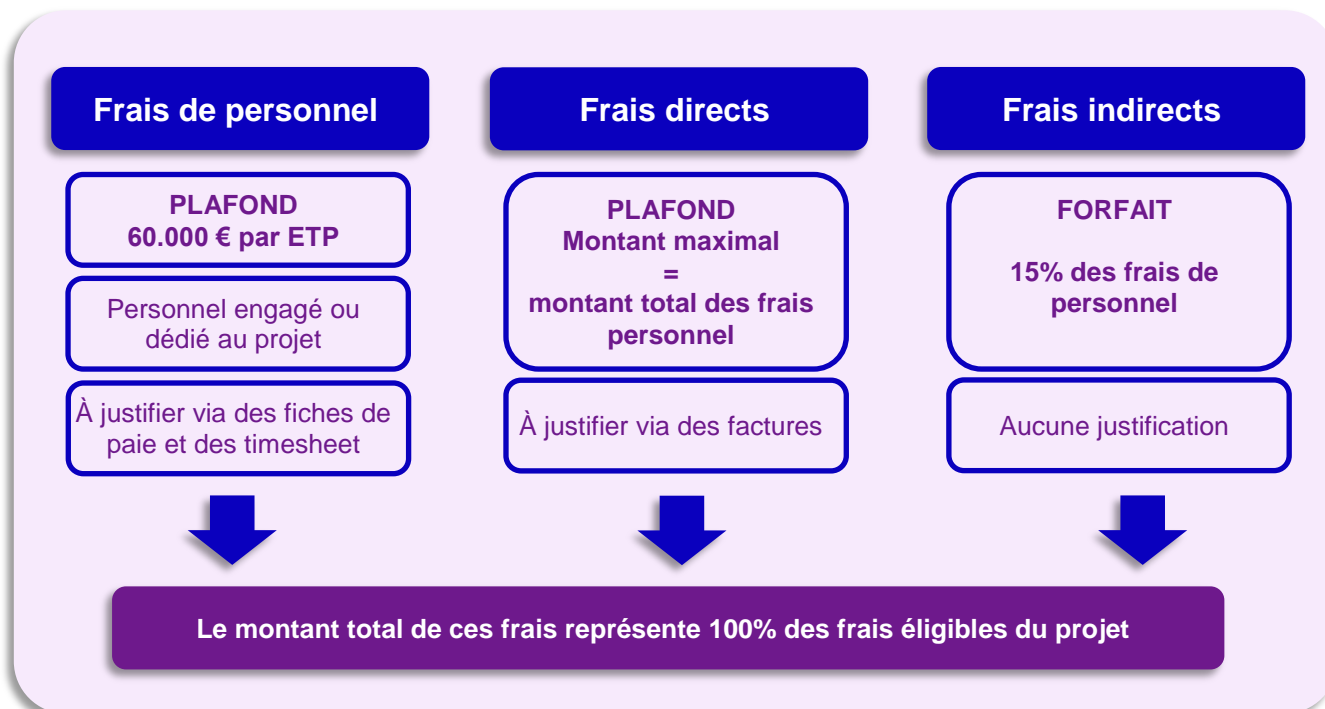 Frais de personnel
PLAFOND
60.000 € par ETP
Personnel engagé ou
dédié au projet
À justifier via des fiches de
paie et des timesheet
Frais directs
PLAFOND
Montant maximal
=
montant total des frais
personnel
À justifier via des factures
Frais indirects
FORFAIT
15% des frais de
personnel
Aucune justification
Le montant total de ces frais représente 100% des frais éligibles du projet